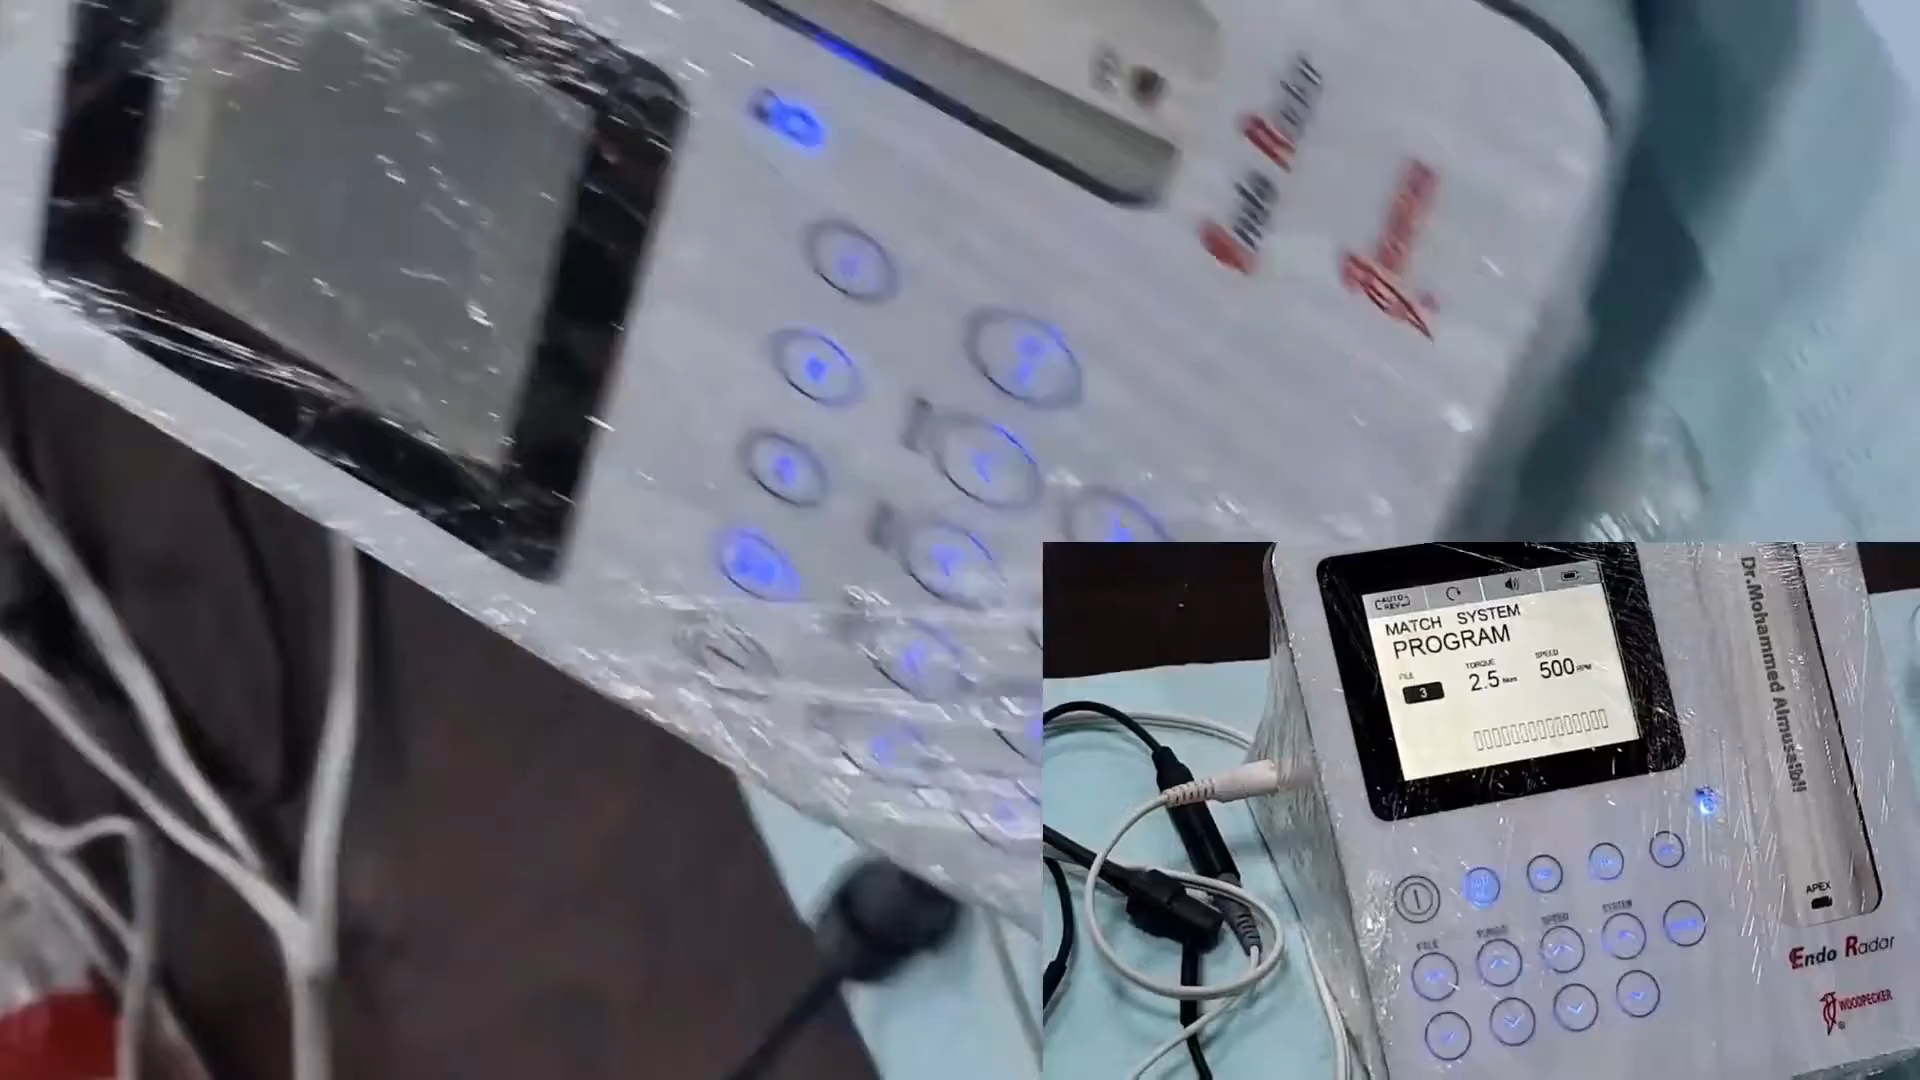 Endo Radar
AUTO
REV
MATCH SYSTEM
PROGRAM
FILE
TORQUE
SPEED
3
2.5 Ncm
500 RPM
Dr.Mohammed Almusaibli
APEX
FILE
TORQUE
SPEED
SYSTEM
Endo Radar
WOODPECKER